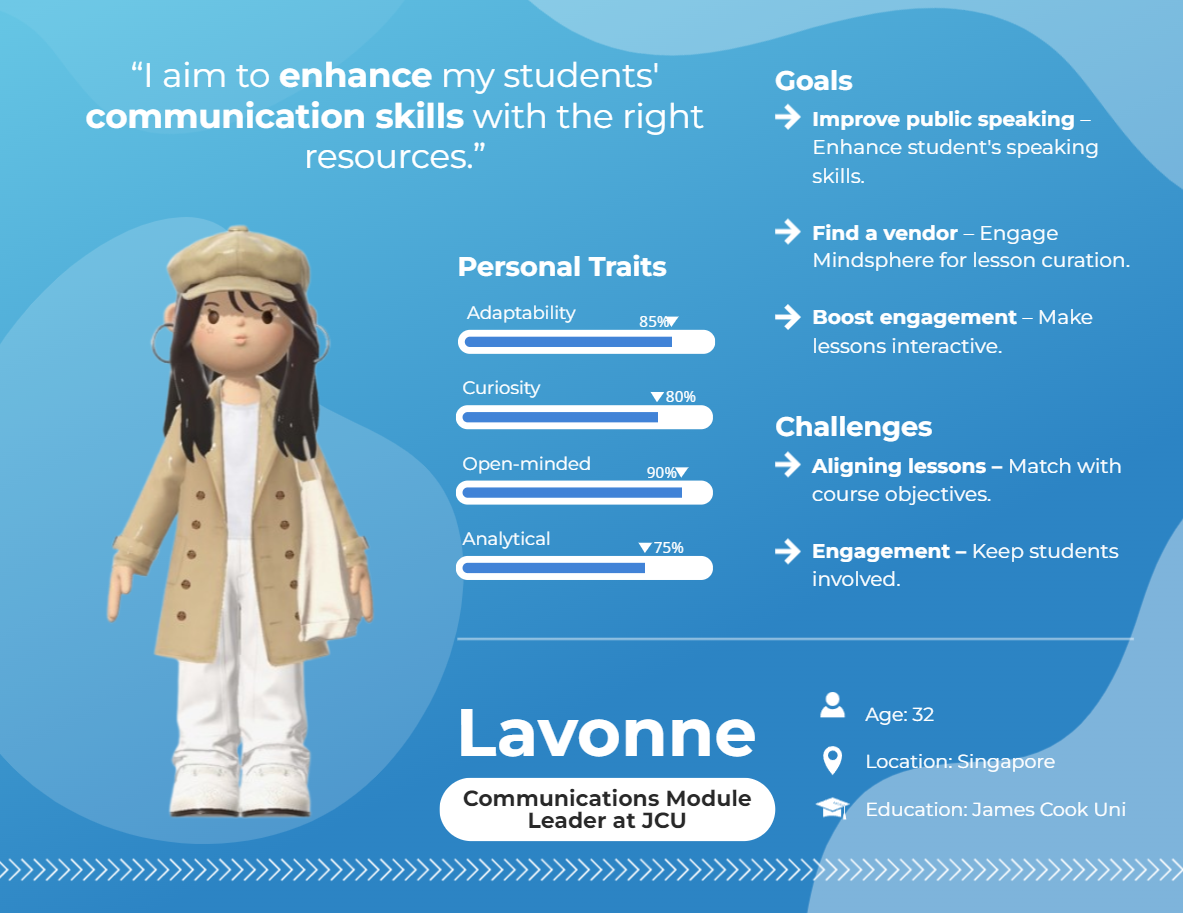 “I aim to enhance my students'
communication skills with the right
resources.”
Personal Traits
Adaptability
85%
Curiosity
80%
Open-minded
90%
Analytical
75%
Goals
Improve public speaking –
Enhance student's speaking
skills.
Find a vendor – Engage
Mindsphere for lesson curation.
Boost engagement – Make
lessons interactive.
Challenges
Aligning lessons – Match with
course objectives.
Engagement – Keep students
involved.
Lavonne
Communications Module
Leader at JCU
Age: 32
Location: Singapore
Education: James Cook Uni